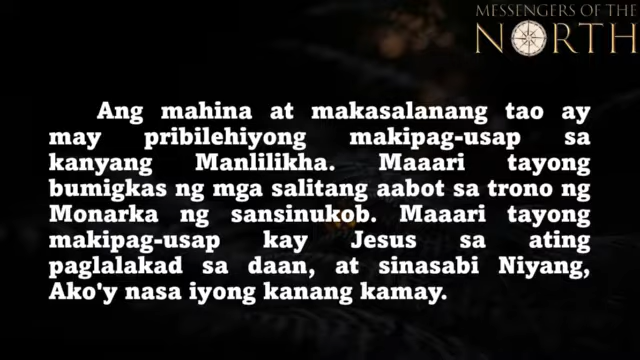 MESSENGERS OF THE
NORTH
Ang mahina at makasalanang tao ay
may pribilehiyong makipag-usap sa
kanyang Manlilikha. Maaari tayong
bumigkas ng mga salitang aabot sa trono ng
Monarka ng sansinukob. Maaari tayong
makipag-usap kay Jesus sa ating
paglalakad sa daan, at sinasabi Niyang,
Ako'y nasa iyong kanang kamay.